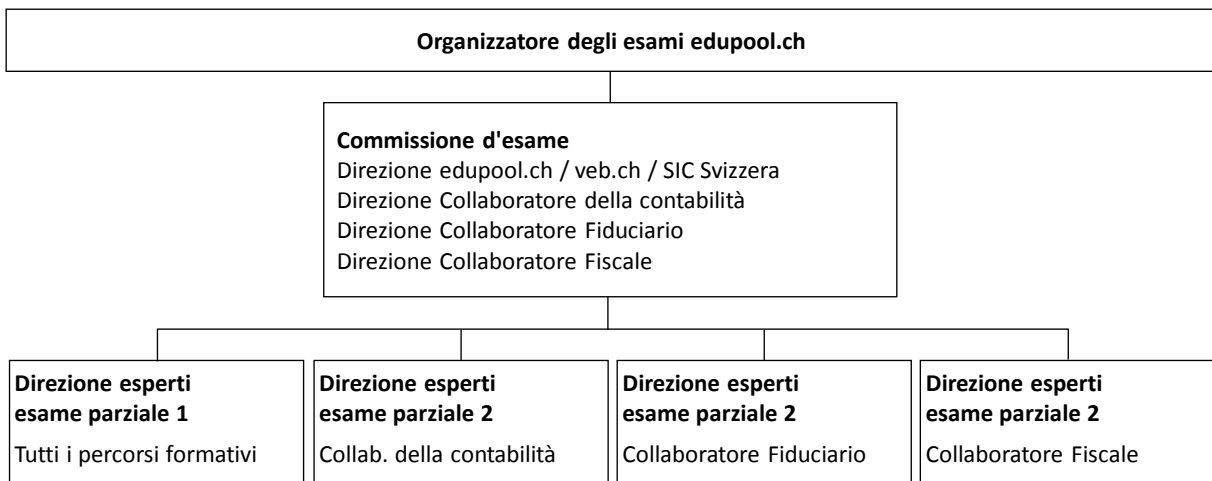 Organizzatore degli esami edupool.ch
Commissione d'esame
Direzione edupool.ch / veb.ch / SIC Svizzera
Direzione Collaboratore della contabilità
Direzione Collaboratore Fiduciario
Direzione Collaboratore Fiscale
Direzione esperti
esame parziale 1
Tutti i percorsi formativi
Direzione esperti
esame parziale 2
Collab. della contabilità
Direzione esperti
esame parziale 2
Collaboratore Fiduciario
Direzione esperti
esame parziale 2
Collaboratore Fiscale